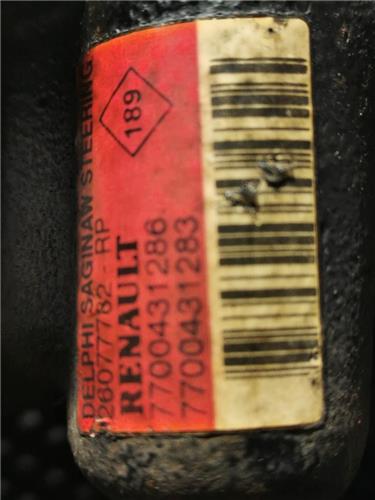 DELPHI SAGINAW STEERING
26077782 - RP
RENAULT
189
7700431286
7700431283